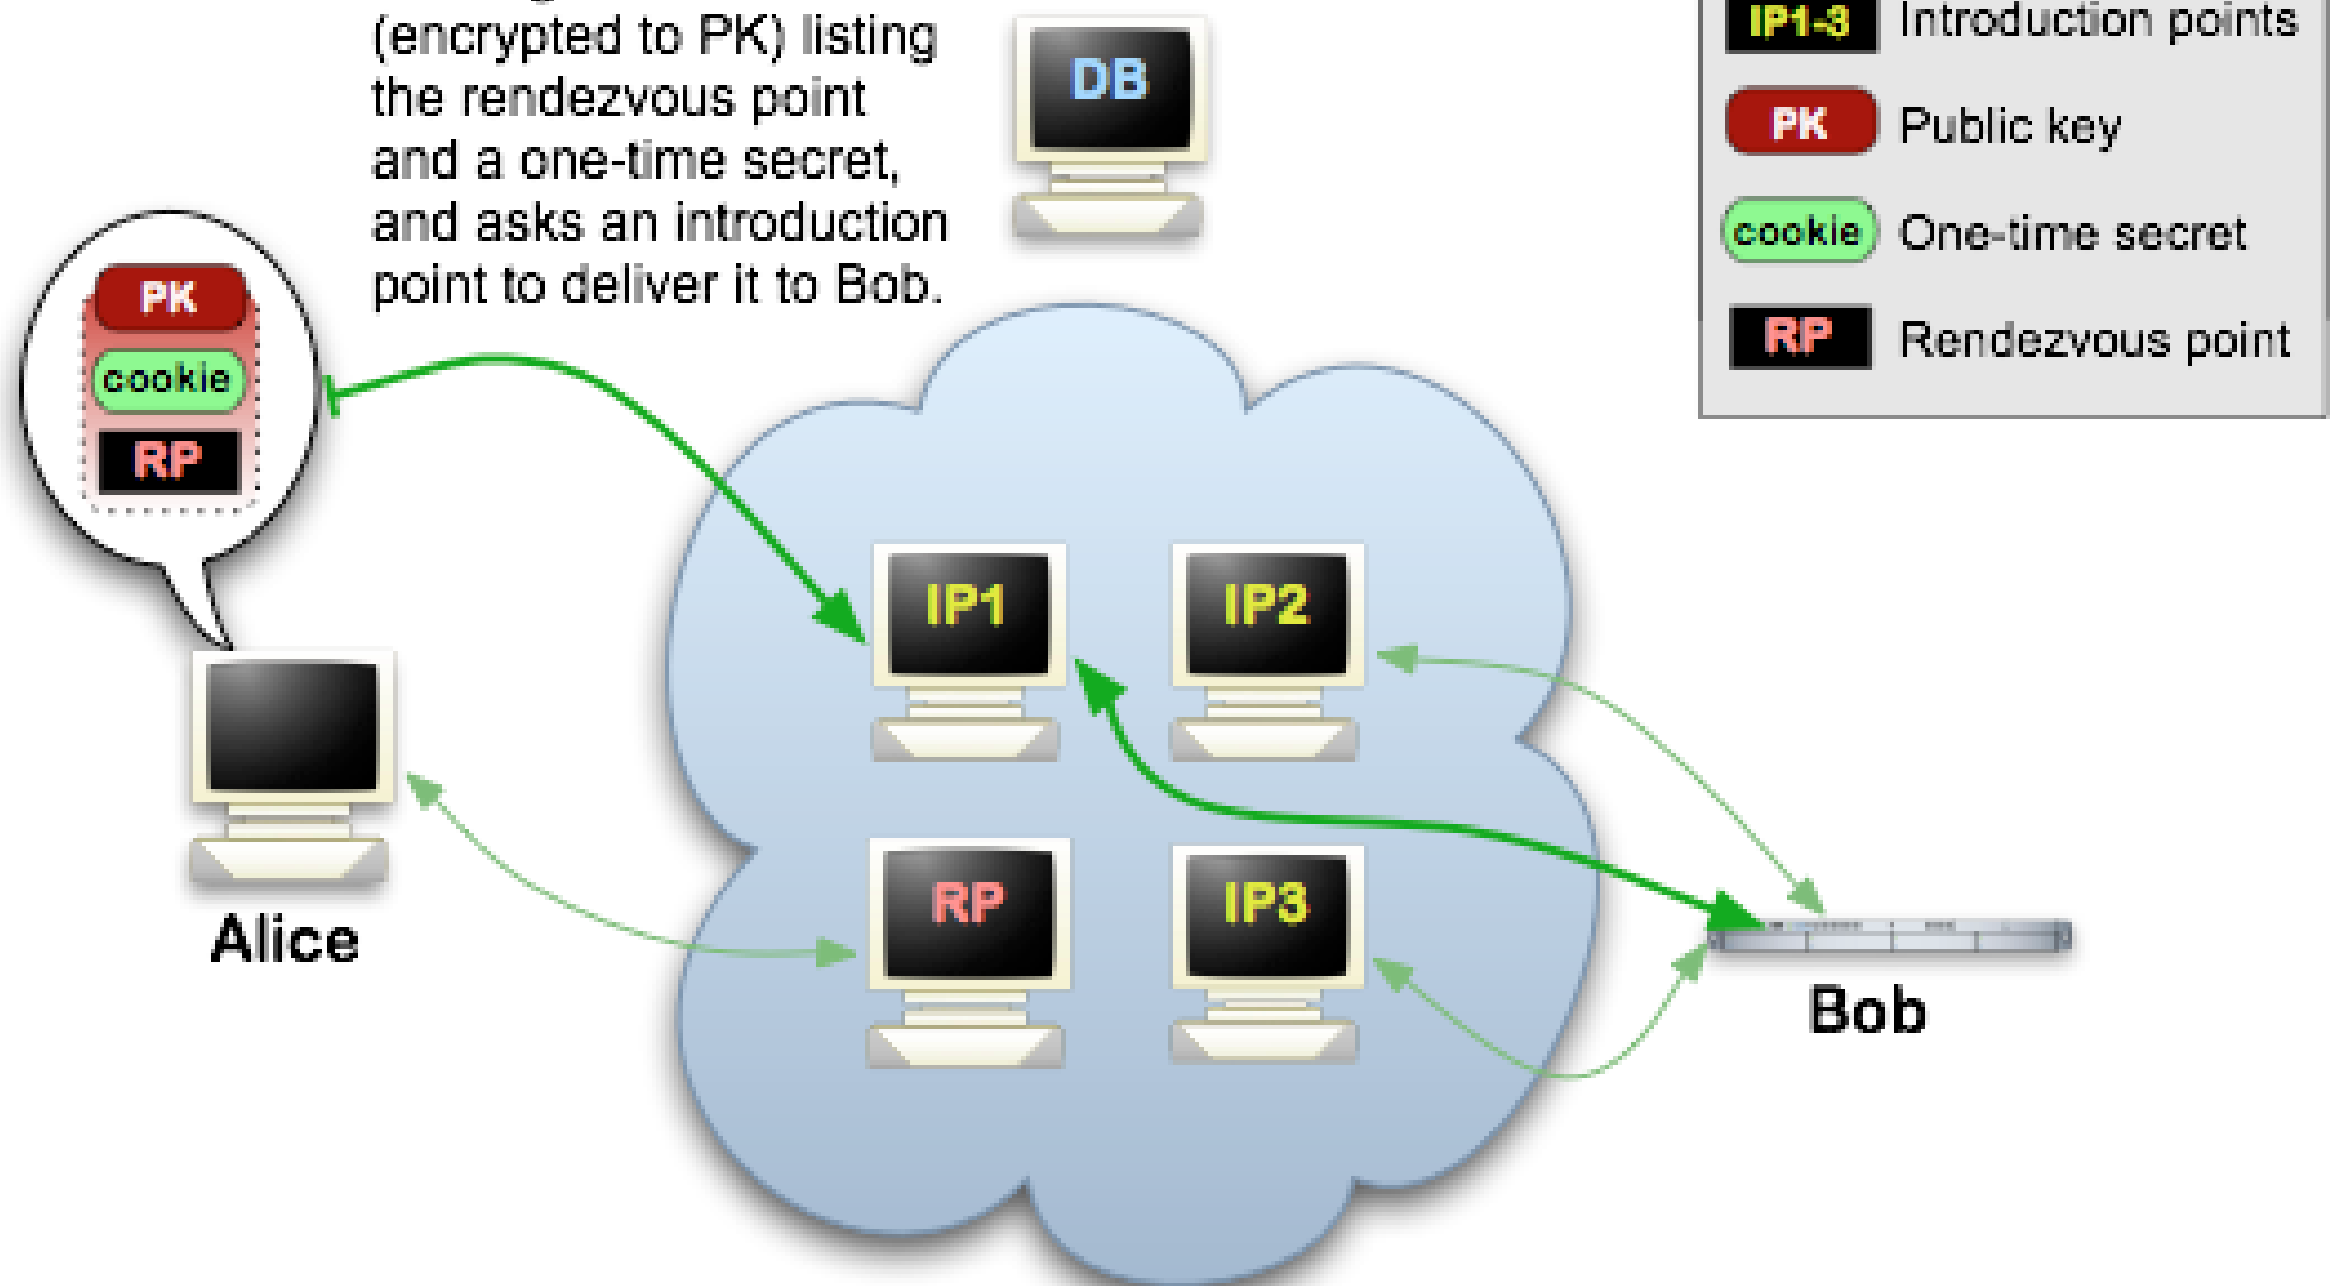 (encrypted to PK) listing
the rendezvous point
and a one-time secret,
and asks an introduction
point to deliver it to Bob.
DB
IP1-3 Introduction points
PK Public key
cookie One-time secret
RP Rendezvous point
PK
cookie
RP
IP1
IP2
RP
IP3
Alice
Bob